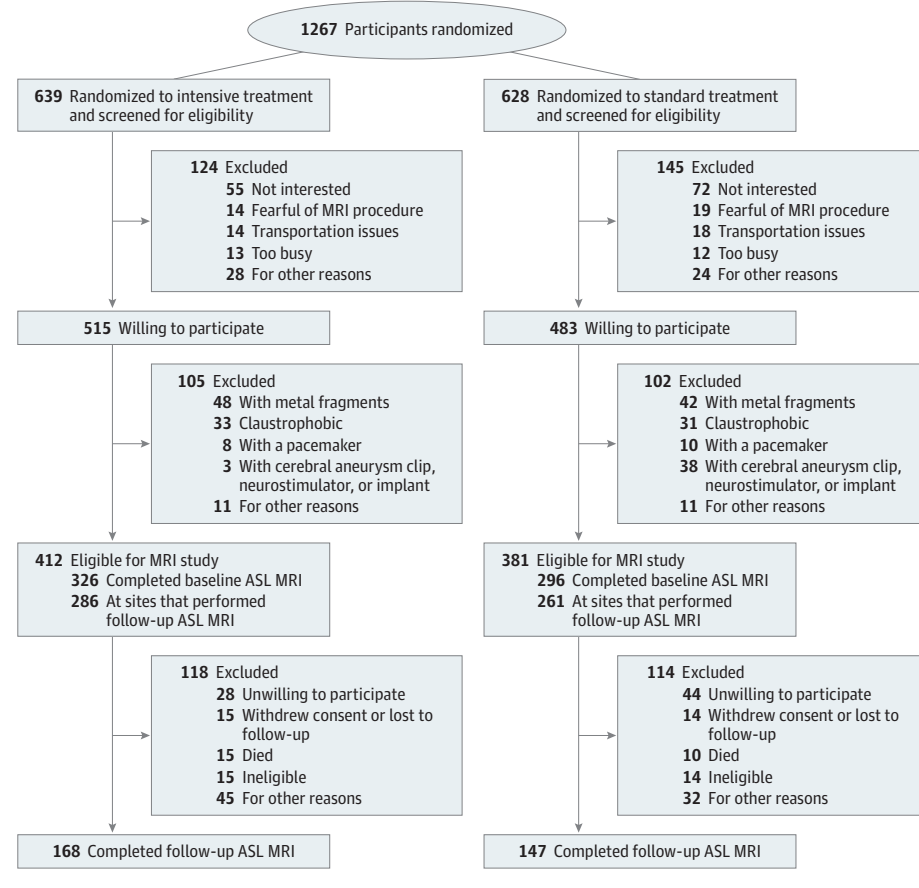 1267 Participants randomized
639 Randomized to intensive treatment
and screened for eligibility
124 Excluded
55 Not interested
14 Fearful of MRI procedure
14 Transportation issues
13 Too busy
28 For other reasons
515 Willing to participate
105 Excluded
48 With metal fragments
33 Claustrophobic
8 With a pacemaker
3 With cerebral aneurysm clip,
neurostimulator, or implant
11 For other reasons
412 Eligible for MRI study
326 Completed baseline ASL MRI
286 At sites that performed
follow-up ASL MRI
118 Excluded
28 Unwilling to participate
15 Withdrew consent or lost to
follow-up
15 Died
15 Ineligible
45 For other reasons
168 Completed follow-up ASL MRI
628 Randomized to standard treatment
and screened for eligibility
145 Excluded
72 Not interested
19 Fearful of MRI procedure
18 Transportation issues
12 Too busy
24 For other reasons
483 Willing to participate
102 Excluded
42 With metal fragments
31 Claustrophobic
10 With a pacemaker
38 With cerebral aneurysm clip,
neurostimulator, or implant
11 For other reasons
381 Eligible for MRI study
296 Completed baseline ASL MRI
261 At sites that performed
follow-up ASL MRI
114 Excluded
44 Unwilling to participate
14 Withdrew consent or lost to
follow-up
10 Died
14 Ineligible
32 For other reasons
147 Completed follow-up ASL MRI